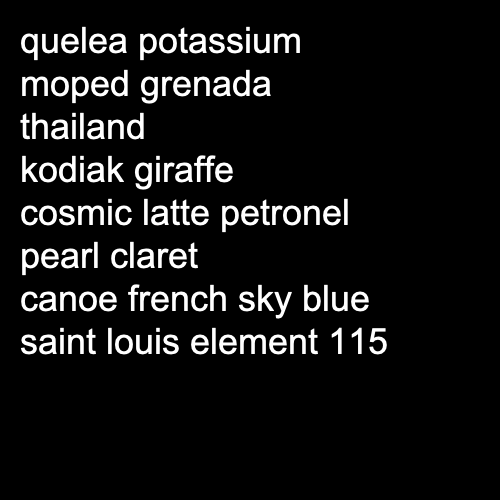 quelea potassium
moped grenada
thailand
kodiak giraffe
cosmic latte petronel
pearl claret
canoe french sky blue
saint louis element 115